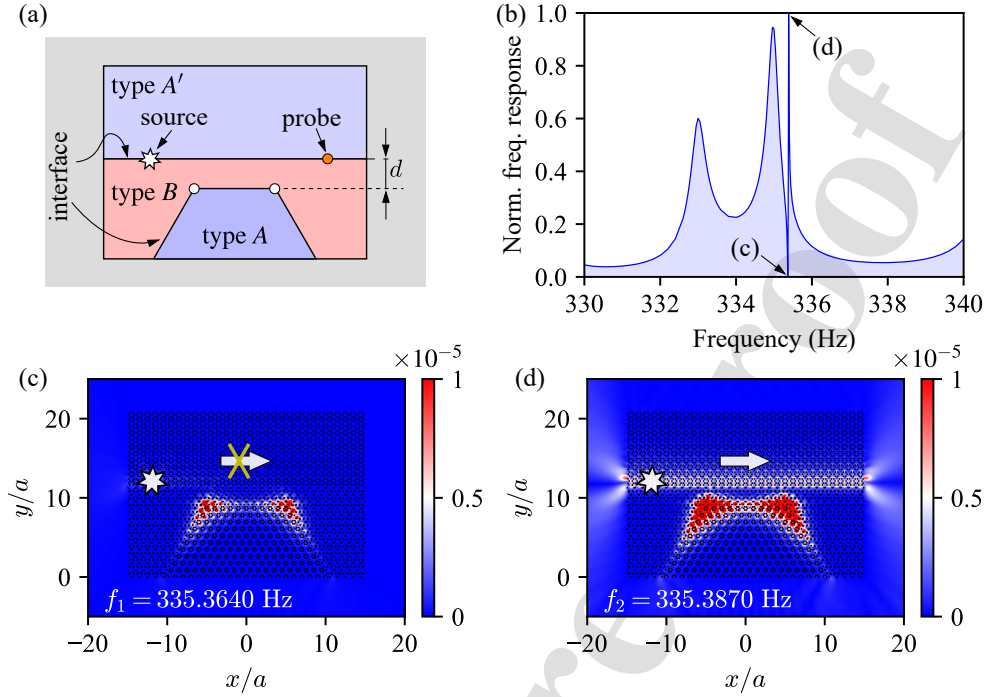 (a)
type A′
source
probe
d
interface
type B
type A
(b)
Norm. freq. response
1.0
0.8
0.6
0.4
0.2
0.0
(d)
(c)
330 332 334 336 338 340
Frequency (Hz)
(c)
×10⁻⁵
1
0.5
0
y/a
20
10
0
f₁ = 335.3640 Hz
−20 −10 0 10 20
x/a
(d)
×10⁻⁵
1
0.5
0
y/a
20
10
0
f₂ = 335.3870 Hz
−20 −10 0 10 20
x/a